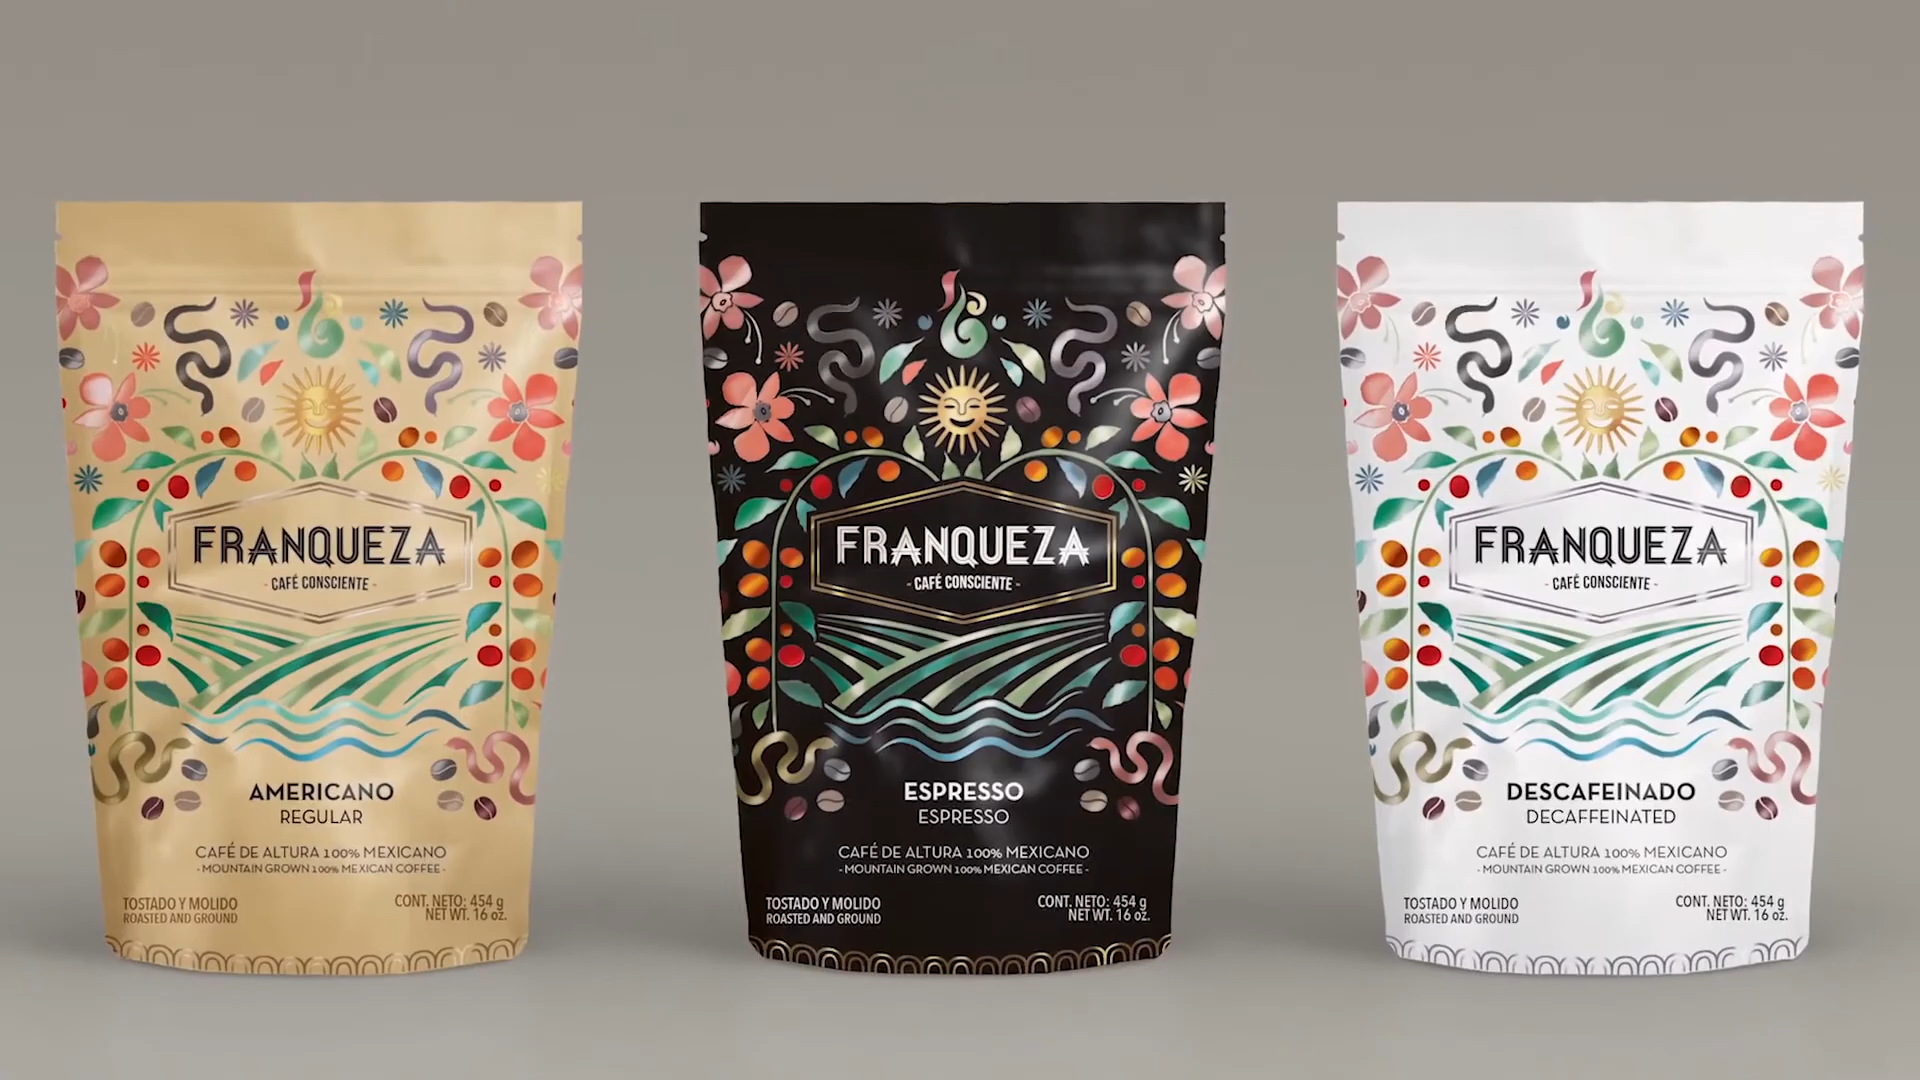 FRANQUEZA
- CAFÉ CONSCIENTE -
AMERICANO
REGULAR
CAFÉ DE ALTURA 100% MEXICANO
- MOUNTAIN GROWN 100% MEXICAN COFFEE -
TOSTADO Y MOLIDO
ROASTED AND GROUND
CONT. NETO: 454 g
NET WT. 16 oz.
FRANQUEZA
- CAFÉ CONSCIENTE -
ESPRESSO
ESPRESSO
CAFÉ DE ALTURA 100% MEXICANO
- MOUNTAIN GROWN 100% MEXICAN COFFEE -
TOSTADO Y MOLIDO
ROASTED AND GROUND
CONT. NETO: 454 g
NET WT. 16 oz.
FRANQUEZA
- CAFÉ CONSCIENTE -
DESCAFEINADO
DECAFFEINATED
CAFÉ DE ALTURA 100% MEXICANO
- MOUNTAIN GROWN 100% MEXICAN COFFEE -
TOSTADO Y MOLIDO
ROASTED AND GROUND
CONT. NETO: 454 g
NET WT. 16 oz.